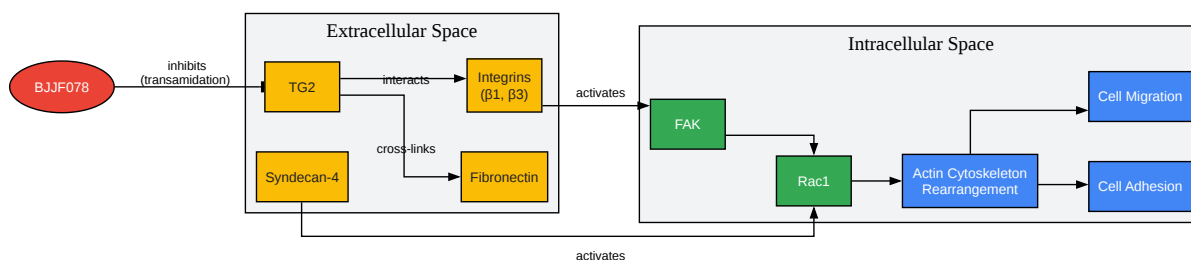 Extracellular Space
Intracellular Space
BJJF078
inhibits
(transamidation)
TG2
interacts
Integrins
(β1, β3)
activates
FAK
Cell Migration
cross-links
Syndecan-4
Fibronectin
Rac1
Actin Cytoskeleton
Rearrangement
Cell Adhesion
activates